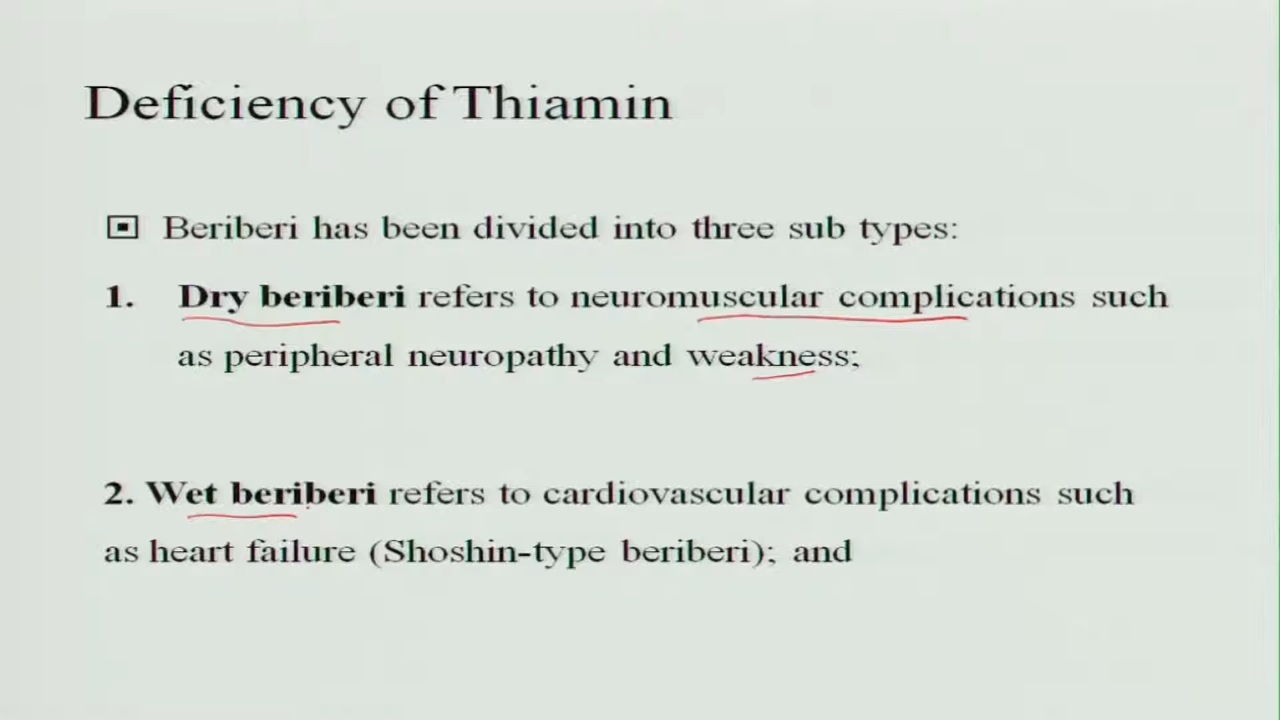 Deficiency of Thiamin
Beriberi has been divided into three sub types:
1. Dry beriberi refers to neuromuscular complications such
as peripheral neuropathy and weakness;
2. Wet beriberi refers to cardiovascular complications such
as heart failure (Shoshin-type beriberi); and